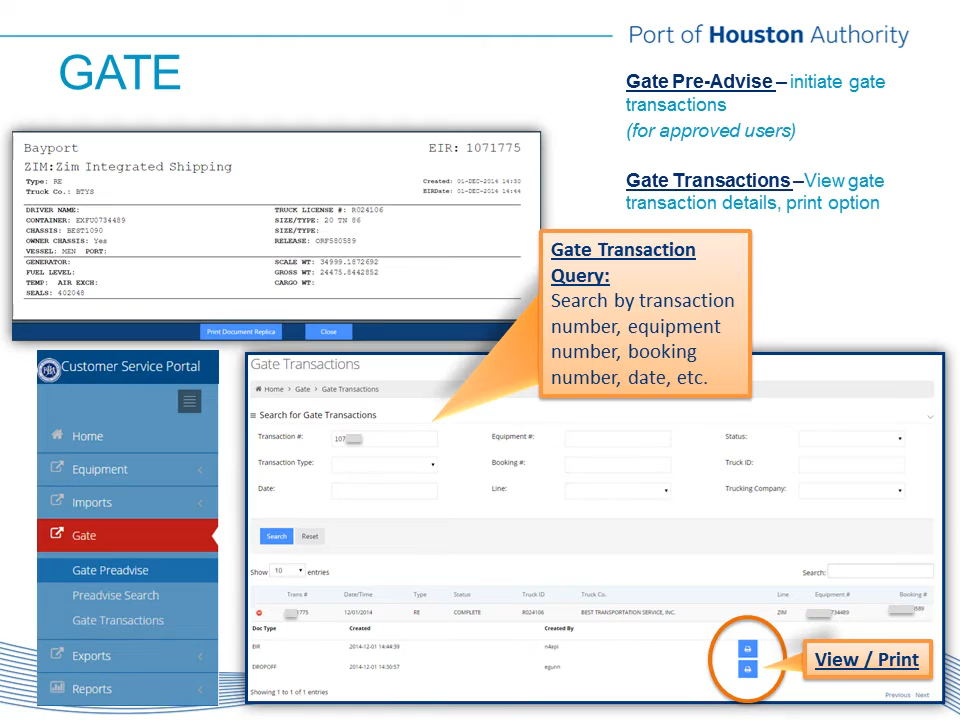 Port of Houston Authority
GATE
Gate Pre-Advise – initiate gate
transactions
(for approved users)
Gate Transactions –View gate
transaction details, print option
Bayport
EIR: 1071775
ZIM:Zim Integrated Shipping
Type: RE
Truck Co.: BTYS
Created: 01-DEC-2014 14:30
EIRDate: 01-DEC-2014 14:44
DRIVER NAME:
TRUCK LICENSE #: R024106
CONTAINER: EXFU0734489
SIZE/TYPE: 20 TN 86
CHASSIS: BEST1090
SIZE/TYPE:
OWNER CHASSIS: Yes
RELEASE: ORF580589
VESSEL: MEN PORT:
GENERATOR:
SCALE WT: 34999.1872692
FUEL LEVEL:
GROSS WT: 24475.8442852
TEMP: AIR EXCH:
CARGO WT:
SEALS: 402048
Print Document Replica
Close
Gate Transaction
Query:
Search by transaction
number, equipment
number, booking
number, date, etc.
Customer Service Portal
Home
Equipment
Imports
Gate
Gate Preadvise
Preadvise Search
Gate Transactions
Exports
Reports
Gate Transactions
Home > Gate > Gate Transactions
Search for Gate Transactions
Transaction #: 107
Equipment #:
Status:
Transaction Type:
Booking #:
Truck ID:
Date:
Line:
Trucking Company:
Search Reset
Show 10 entries
Search:
Trans # Date/Time Type Status Truck ID Truck Co. Line Equipment # Booking #
1775 12/01/2014 RE COMPLETE R024106 BEST TRANSPORTATION SERVICE, INC. ZIM 734489 589
Doc Type Created Created By
EIR 2014-12-01 14:44:39 n4api
DROPOFF 2014-12-01 14:30:57 egunn
View / Print
Showing 1 to 1 of 1 entries
Previous Next